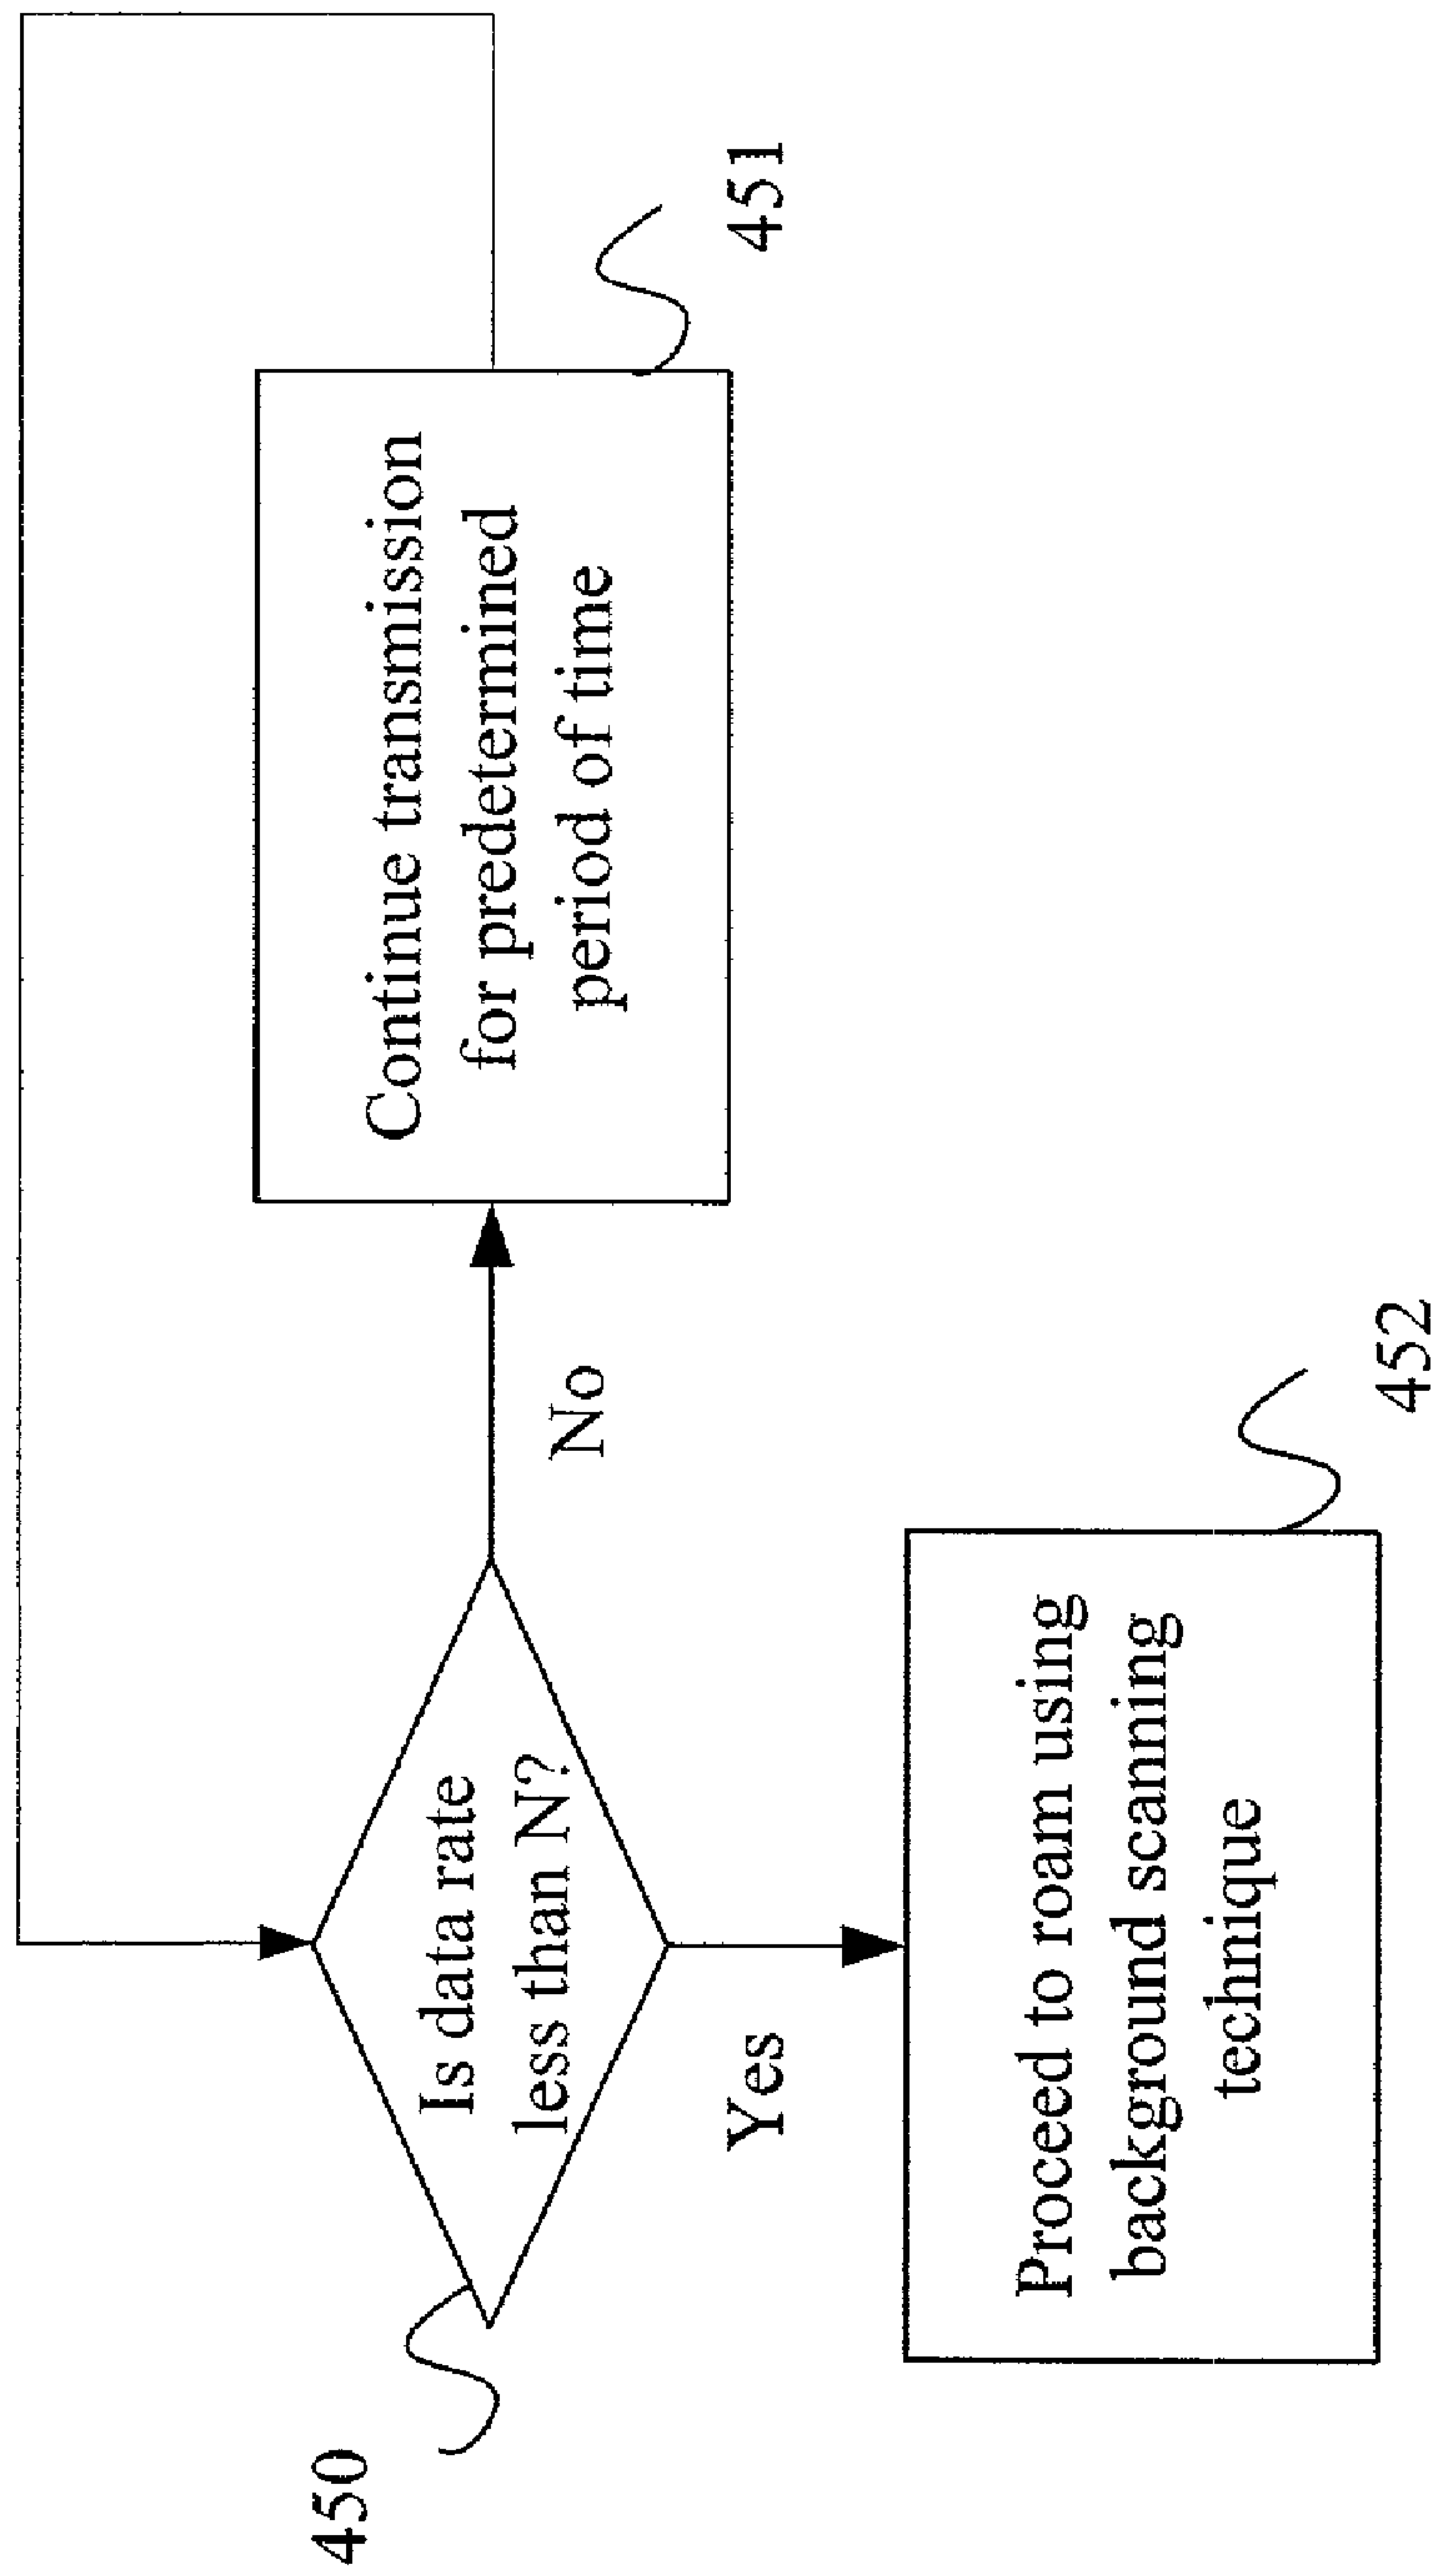 450
Is data rate
less than N?
No
Continue transmission
for predetermined
period of time
451
Yes
Proceed to roam using
background scanning
technique
452